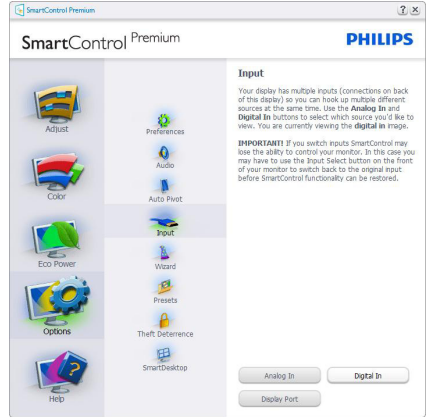 SmartControl Premium
SmartControl Premium
PHILIPS
Adjust
Color
Eco Power
Options
Help
Preferences
Audio
Auto Pivot
Input
Wizard
Presets
Theft Deterrence
SmartDesktop
Input
Your display has multiple inputs (connections on back
of this display) so you can hook up multiple different
sources at the same time. Use the Analog In and
Digital In buttons to select which source you'd like to
view. You are currently viewing the digital in image.
IMPORTANT! If you switch inputs SmartControl may
lose the ability to control your monitor. In this case you
may have to use the Input Select button on the front
of your monitor to switch back to the original input
before SmartControl functionality can be restored.
Analog In
Digital In
Display Port